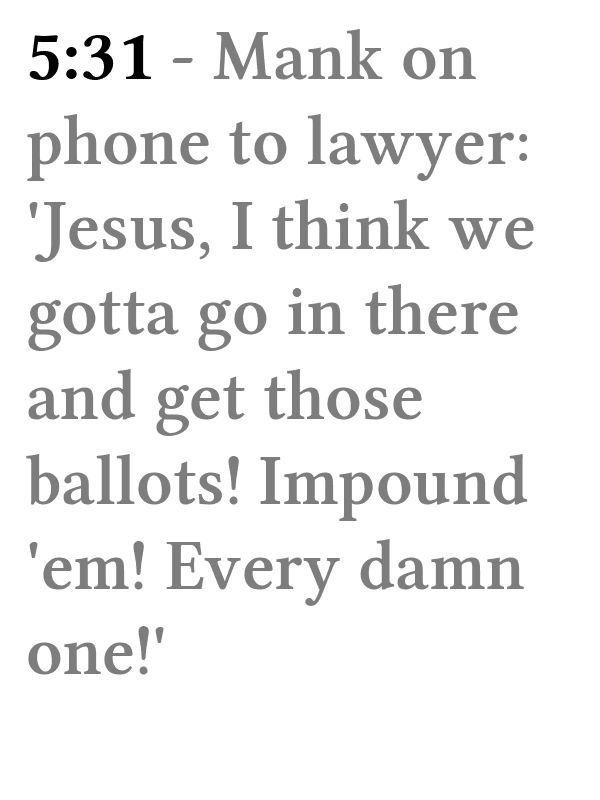 5:31 - Mank on
phone to lawyer:
'Jesus, I think we
gotta go in there
and get those
ballots! Impound
'em! Every damn
one!'